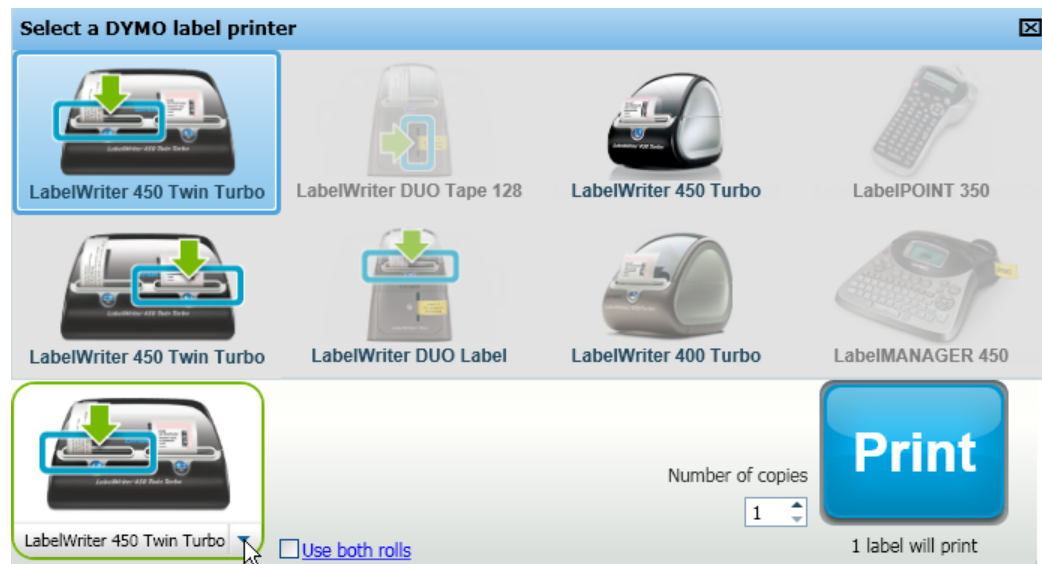 Select a DYMO label printer
LabelWriter 450 Twin Turbo
LabelWriter DUO Tape 128
LabelWriter 450 Turbo
LabelPOINT 350
LabelWriter 450 Twin Turbo
LabelWriter DUO Label
LabelWriter 400 Turbo
LabelMANAGER 450
LabelWriter 450 Twin Turbo
Use both rolls
Number of copies
1
Print
1 label will print